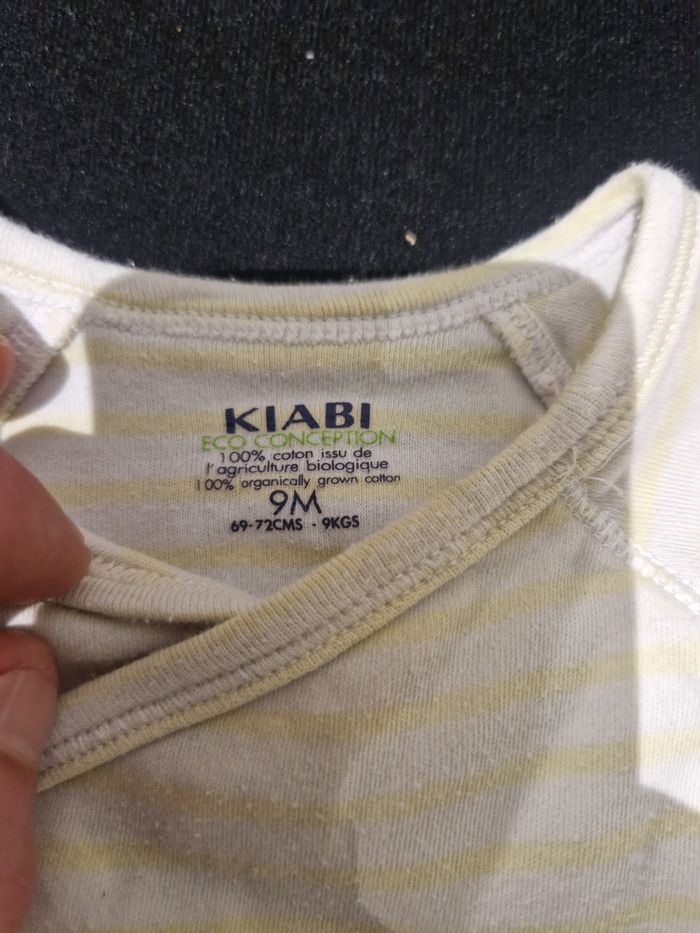 KIABI
ECO CONCEPTION
100% coton issu de
l'agriculture biologique
100% organically grown cotton
9M
69-72CMS - 9KGS